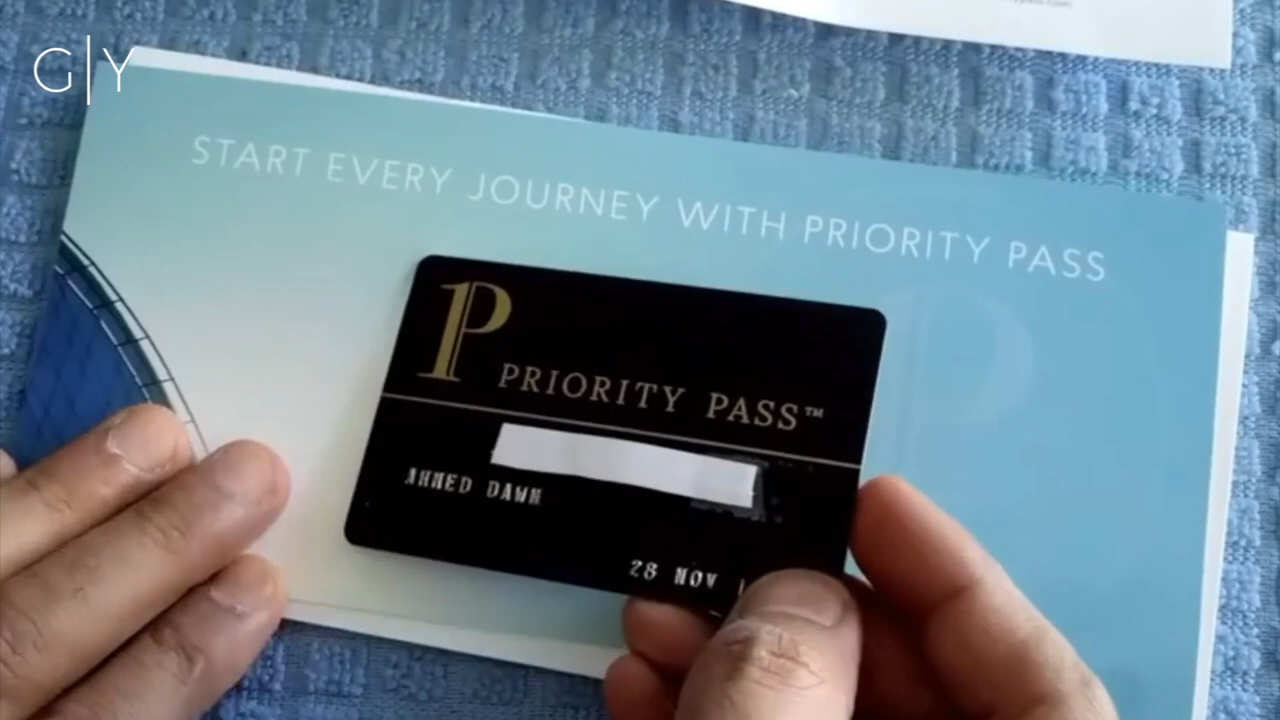 G|Y
START EVERY JOURNEY WITH PRIORITY PASS
P
PRIORITY PASS™
AHMED DAWN
28 NOV